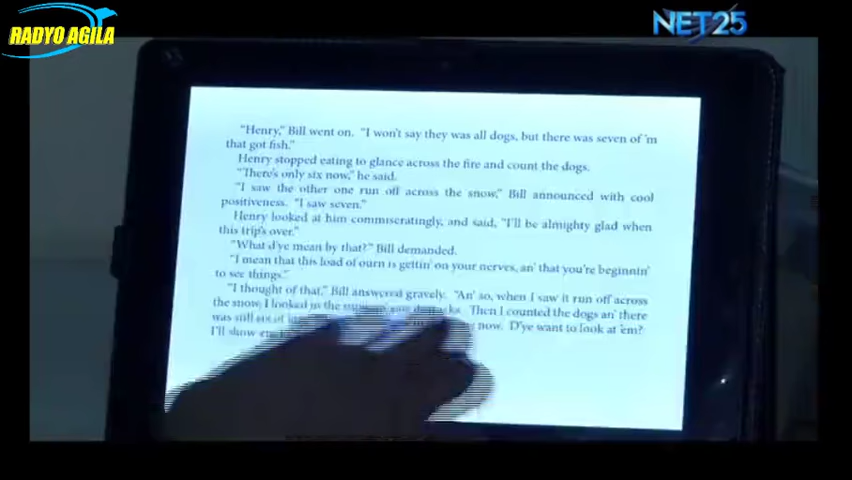 RADYO AGILA
NET25
"Henry," Bill went on. "I won't say they was all dogs, but there was seven of 'm
that got fish."
Henry stopped eating to glance across the fire and count the dogs.
"There's only six now," he said.
"I saw the other one run off across the snow," Bill announced with cool
positiveness. "I saw seven."
Henry looked at him commiseratingly, and said, "I'll be almighty glad when
this trip's over."
"What d'ye mean by that?" Bill demanded.
"I mean that this load of ourn is gettin' on your nerves, an' that you're beginnin'
to see things."
"I thought of that," Bill answered gravely. "An' so, when I saw it run off across
the snow, I looked in the Then I counted the dogs an' there
was still six of now. D'ye want to look at 'em?
I'll show